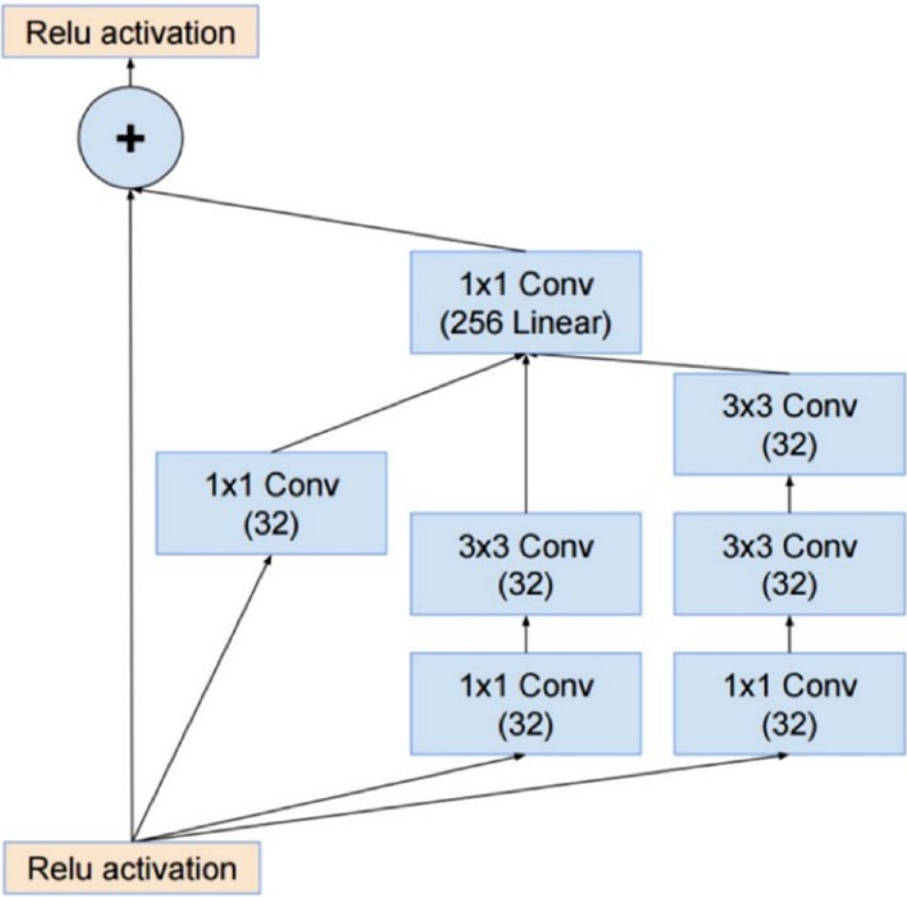 Relu activation
+
1x1 Conv
(256 Linear)
3x3 Conv
(32)
1x1 Conv
(32)
3x3 Conv
(32)
3x3 Conv
(32)
1x1 Conv
(32)
1x1 Conv
(32)
Relu activation